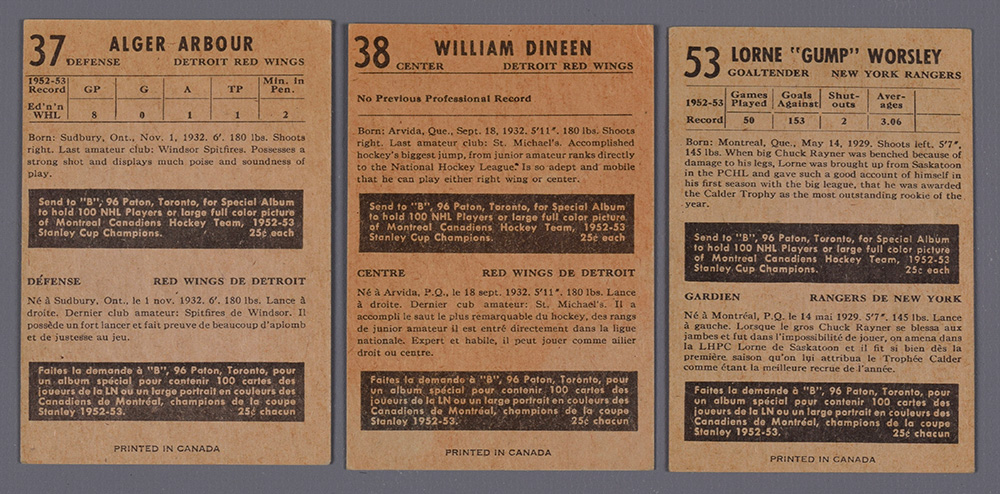 37 ALGER ARBOUR
DEFENSE DETROIT RED WINGS
1952-53 Record GP G A TP Min. In Pen.
Ed'n'n WHL 8 0 1 1 2
Born: Sudbury, Ont., Nov. 1, 1932. 6'. 180 lbs. Shoots
right. Last amateur club: Windsor Spitfires. Possesses a
strong shot and displays much poise and soundness of
play.
Send to "B", 96 Paton, Toronto, for Special Album
to hold 100 NHL Players or large full color picture
of Montreal Canadiens Hockey Team, 1952-53
Stanley Cup Champions. 25¢ each
DÉFENSE RED WINGS DE DETROIT
Né à Sudbury, Ont., le 1 nov. 1932. 6'. 180 lbs. Lance à
droite. Dernier club amateur: Spitfires de Windsor. Il
possède un fort lancer et fait preuve de beaucoup d'aplomb
et de justesse au jeu.
Faites la demande à "B", 96 Paton, Toronto, pour
un album spécial pour contenir 100 cartes des
joueurs de la LN ou un large portrait en couleurs des
Canadiens de Montréal, champions de la coupe
Stanley 1952-53. 25¢ chacun
PRINTED IN CANADA
38 WILLIAM DINEEN
CENTER DETROIT RED WINGS
No Previous Professional Record
Born: Arvida, Que., Sept. 18, 1932. 5'11". 180 lbs. Shoots
right. Last amateur club: St. Michael's. Accomplished
hockey's biggest jump, from junior amateur ranks directly
to the National Hockey League. Is so adept and mobile
that he can play either right wing or center.
Send to "B", 96 Paton, Toronto, for Special Album
to hold 100 NHL Players or large full color picture
of Montreal Canadiens Hockey Team, 1952-53
Stanley Cup Champions. 25¢ each
CENTRE RED WINGS DE DETROIT
Né à Arvida, P.Q., le 18 sept. 1932. 5'11". 180 lbs. Lance
à droite. Dernier cub amateur: St. Michael's. Il a
accompli le saut le plus remarquable du hockey, des rangs
de junior amateur il est entré directement dans la ligue
nationale. Expert et habile, il peut jouer comme ailier
droit ou centre.
Faites la demande à "B", 96 Paton, Toronto, pour
un album spécial pour contenir 100 cartes des
joueurs de la LN ou un large portrait en couleurs des
Canadiens de Montréal, champions de la coupe
Stanley 1952-53. 25¢ chacun
PRINTED IN CANADA
53 LORNE "GUMP" WORSLEY
GOALTENDER NEW YORK RANGERS
1952-53 Games Played Goals Against Shut-outs Aver-ages
Record 50 153 2 3.06
Born: Montreal, Que., May 14, 1929. Shoots left. 5'7".
145 lbs. When big Chuck Rayner was benched because of
damage to his legs, Lorne was brought up from Saskatoon
in the PCHL and gave such a good account of himself in
his first season with the big league, that he was awarded
the Calder Trophy as the most outstanding rookie of the
year.
Send to "B", 96 Paton, Toronto, for Special Album
to hold 100 NHL Players or large full color picture
of Montreal Canadiens Hockey Team, 1952-53
Stanley Cup Champions. 25¢ each
GARDIEN RANGERS DE NEW YORK
Né à Montréal, P.Q. le 14 mai 1929. 5'7". 145 lbs. Lance
à gauche. Lorsque le gros Chuck Rayner se blessa aux
jambes et fut dans l'impossibilité de jouer, on amena dans
la LHPC Lorne de Saskatoon et il fit si bien dès la
première saison qu'on lui attribua le Trophée Calder
comme étant la meilleure recrue de l'année.
Faites la demande à "B", 96 Paton, Toronto, pour
un album spécial pour contenir 100 cartes des
joueurs de la LN ou un large portrait en couleurs des
Canadiens de Montréal, champions de la coupe
Stanley 1952-53. 25¢ chacun
PRINTED IN CANADA